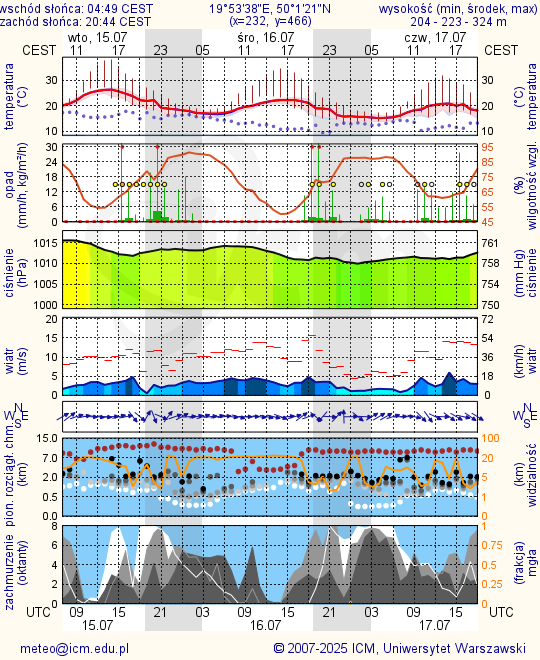 wschód słońca: 04:49 CEST 19°53'38"E, 50°1'21"N wysokość (min, środek, max)
zachód słońca: 20:44 CEST (x=232, y=466) 204 - 223 - 324 m
wto, 15.07 śro, 16.07 czw, 17.07
CEST 11 17 23 05 11 17 23 05 11 17 CEST
temperatura (°C) 30 20 10 30 20 10 (°C) temperatura
opad (mm/h, kg/m²/h) 30 24 18 12 6 0 95 85 75 65 55 45 (%) wilgotność wzgl.
ciśnienie (hPa) 1015 1010 1005 1000 761 758 754 750 (mm Hg) ciśnienie
wiatr (m/s) 20 15 10 5 0 72 54 36 18 0 (km/h) wiatr
N W E S N W E S
pion. rozciągł. chm. (km) 15.0 7.0 2.0 0.5 0.0 100 20 1 0 (km) widzialność
zachmurzenie (oktanty) 8 6 4 2 0 1 0.75 0.5 0.25 0 (frakcja) mgła
UTC 09 15 21 03 09 15 21 03 09 15 UTC
15.07 16.07 17.07
meteo@icm.edu.pl © 2007-2025 ICM, Uniwersytet Warszawski